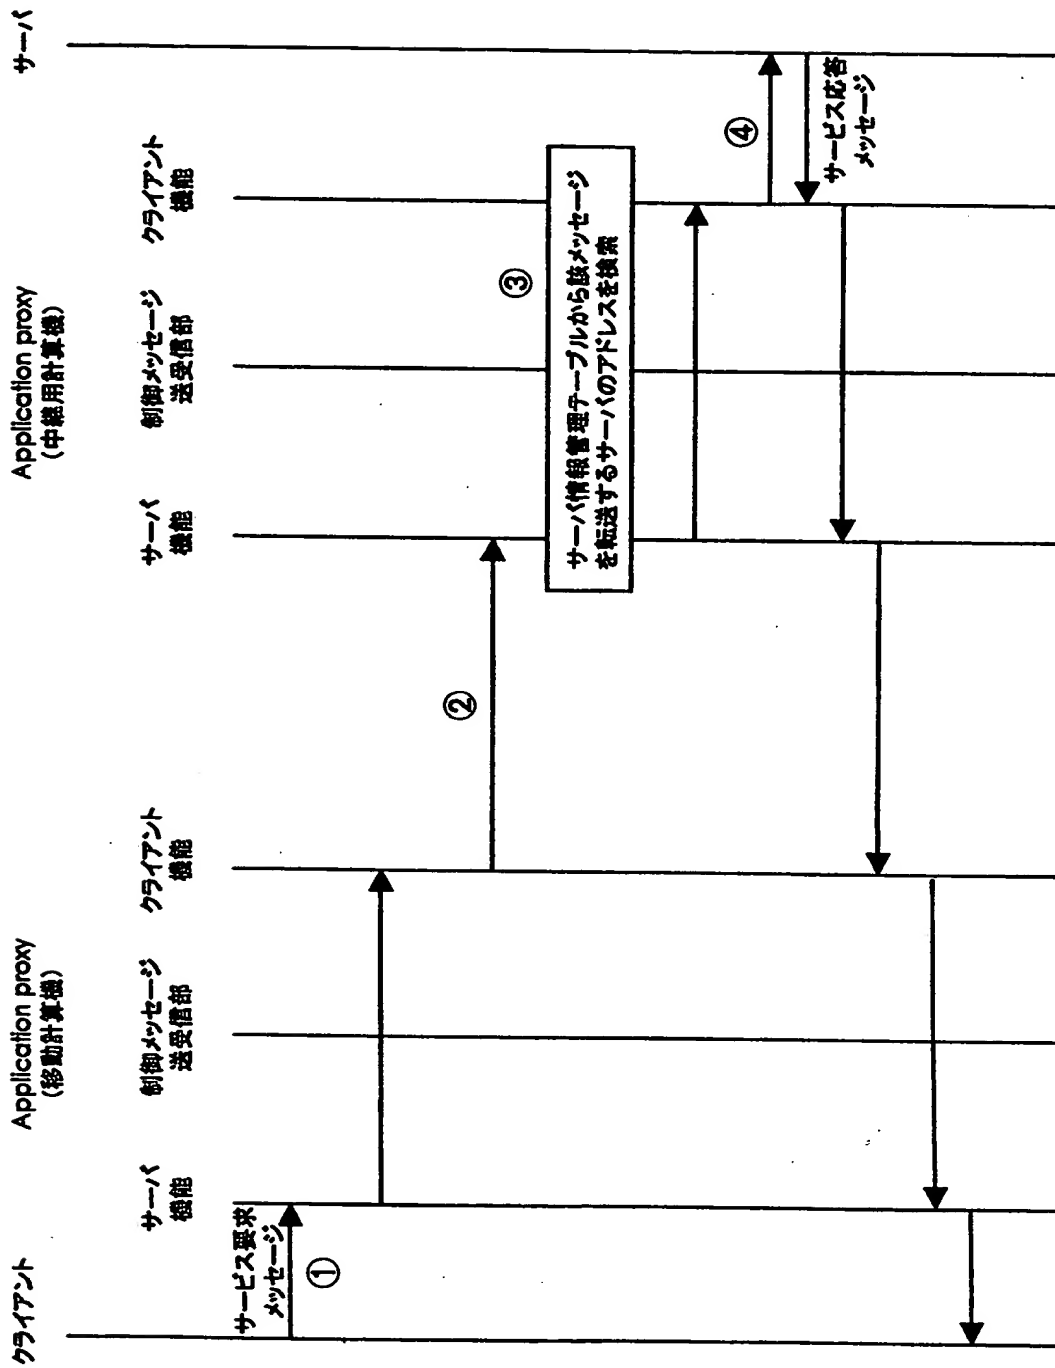 クライアント
Application proxy
(移動計算機)
Application proxy
(中継用計算機)
サーバ
サーバ
機能
制御メッセージ
送受信部
クライアント
機能
サーバ
機能
制御メッセージ
送受信部
クライアント
機能
サービス要求
メッセージ
①
②
③
サーバ情報管理テーブルから該メッセージ
を転送するサーバのアドレスを検索
④
サービス応答
メッセージ